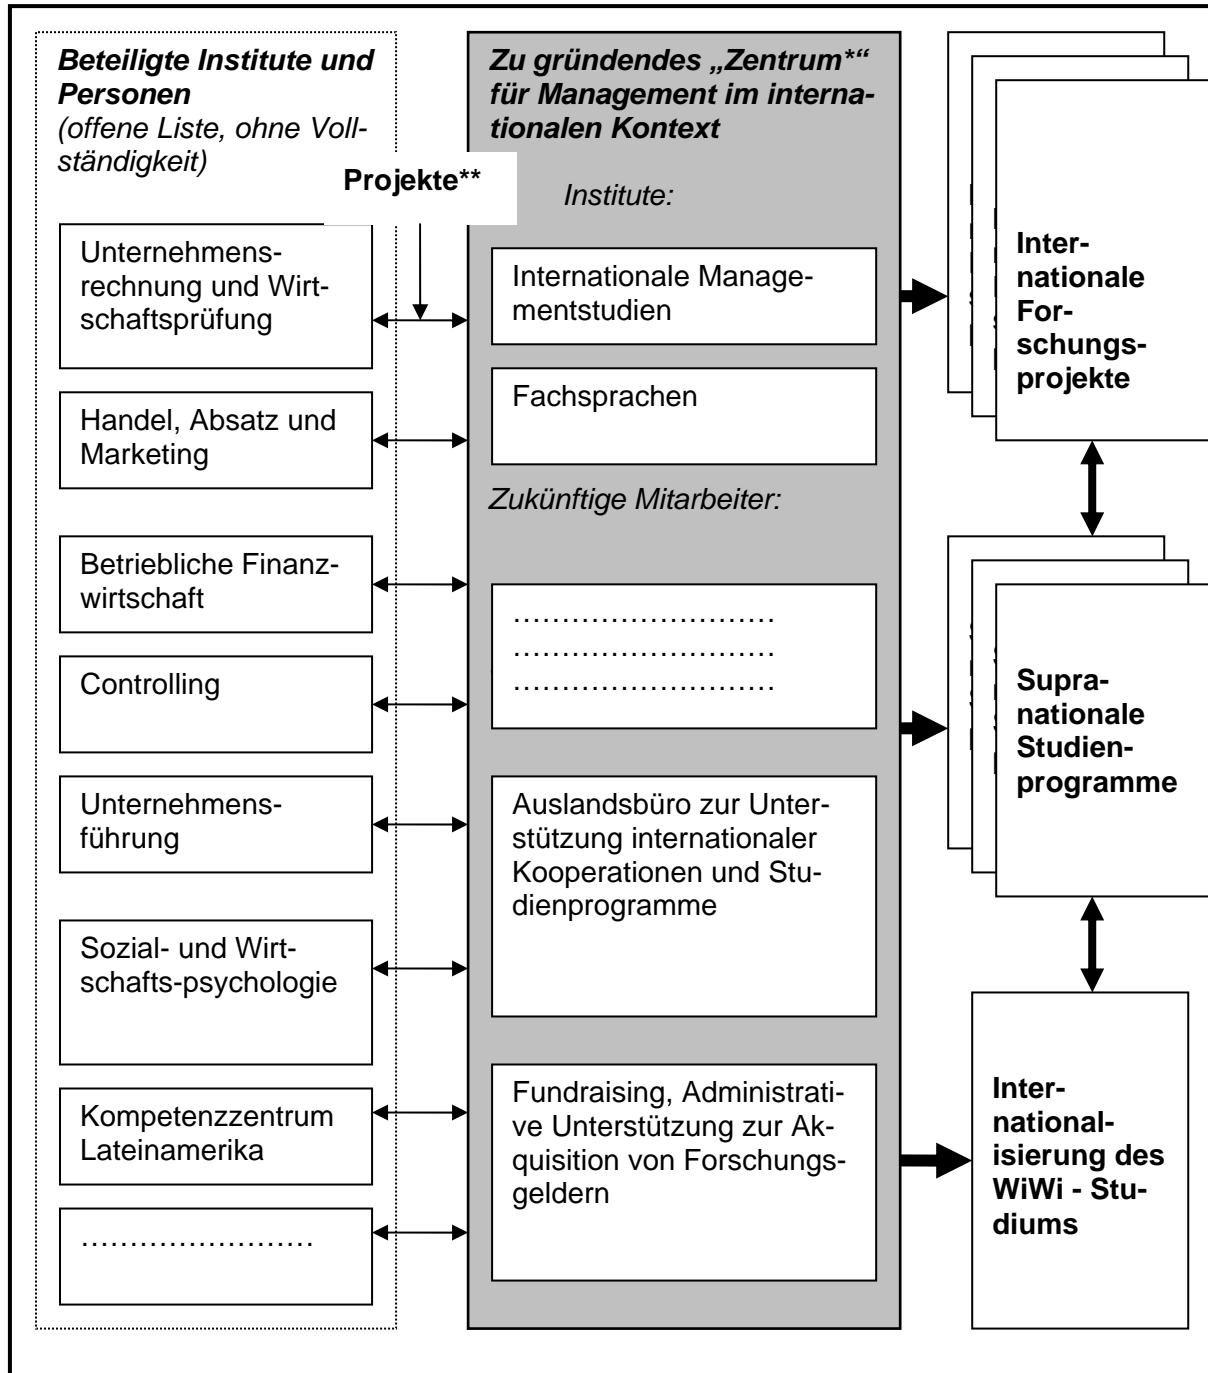 Beteiligte Institute und
Personen
(offene Liste, ohne Voll-
ständigkeit)
Projekte**
Unternehmens-
rechnung und Wirt-
schaftsprüfung
Handel, Absatz und
Marketing
Betriebliche Finanz-
wirtschaft
Controlling
Unternehmens-
führung
Sozial- und Wirt-
schafts-psychologie
Kompetenzzentrum
Lateinamerika
……………………
Zu gründendes „Zentrum*“
für Management im interna-
tionalen Kontext
Institute:
Internationale Manage-
mentstudien
Fachsprachen
Zukünftige Mitarbeiter:
………………………
………………………
………………………
Auslandsbüro zur Unter-
stützung internationaler
Kooperationen und Stu-
dienprogramme
Fundraising, Administrati-
ve Unterstützung zur Ak-
quisition von Forschungs-
geldern
Inter-
nationale
For-
schungs-
projekte
Supra-
nationale
Studien-
programme
Inter-
national-
isierung des
WiWi - Stu-
diums